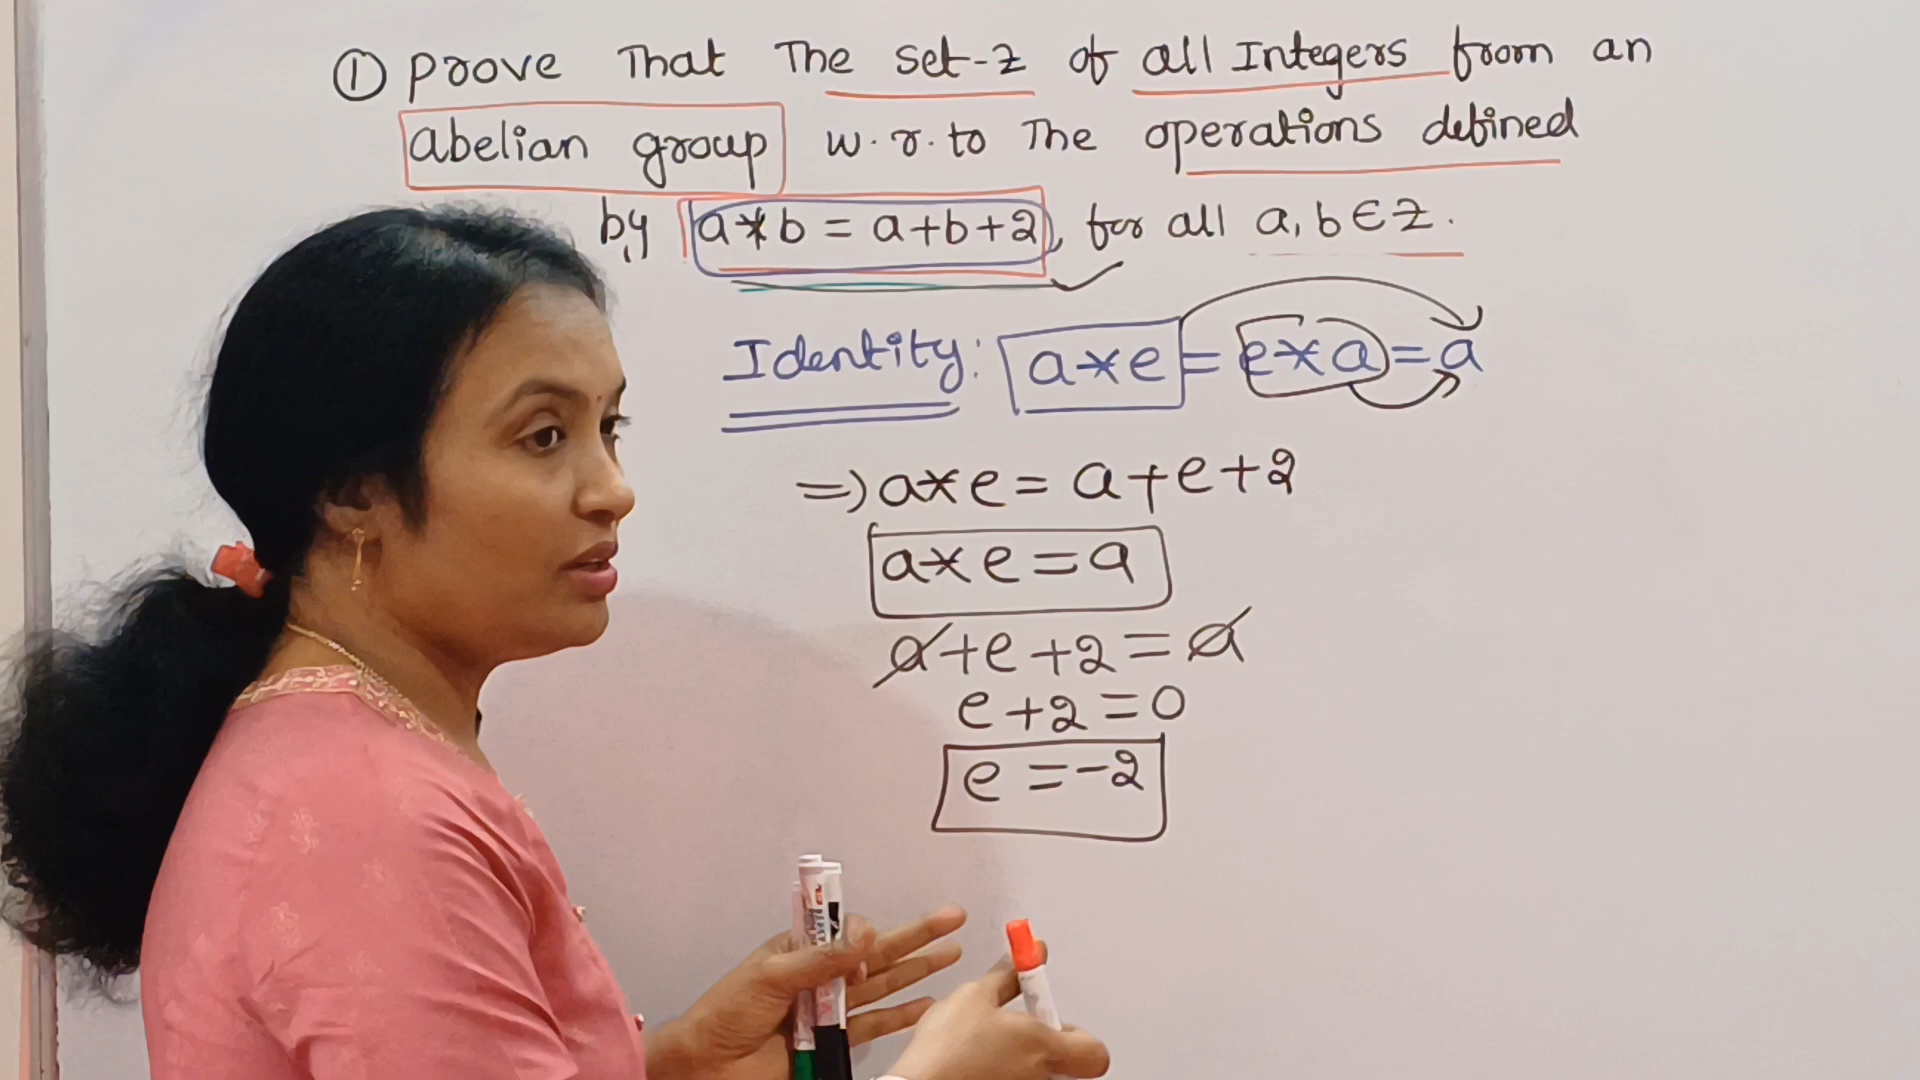 ① Prove That The set-z of all Integers from an
abelian group w.r.to The operations defined
by a*b = a+b+2, for all a, b ∈ z.
Identity: a*e = e*a = a
=> a*e = a+e+2
a*e = a
a+e+2 = a
e+2 = 0
e = -2